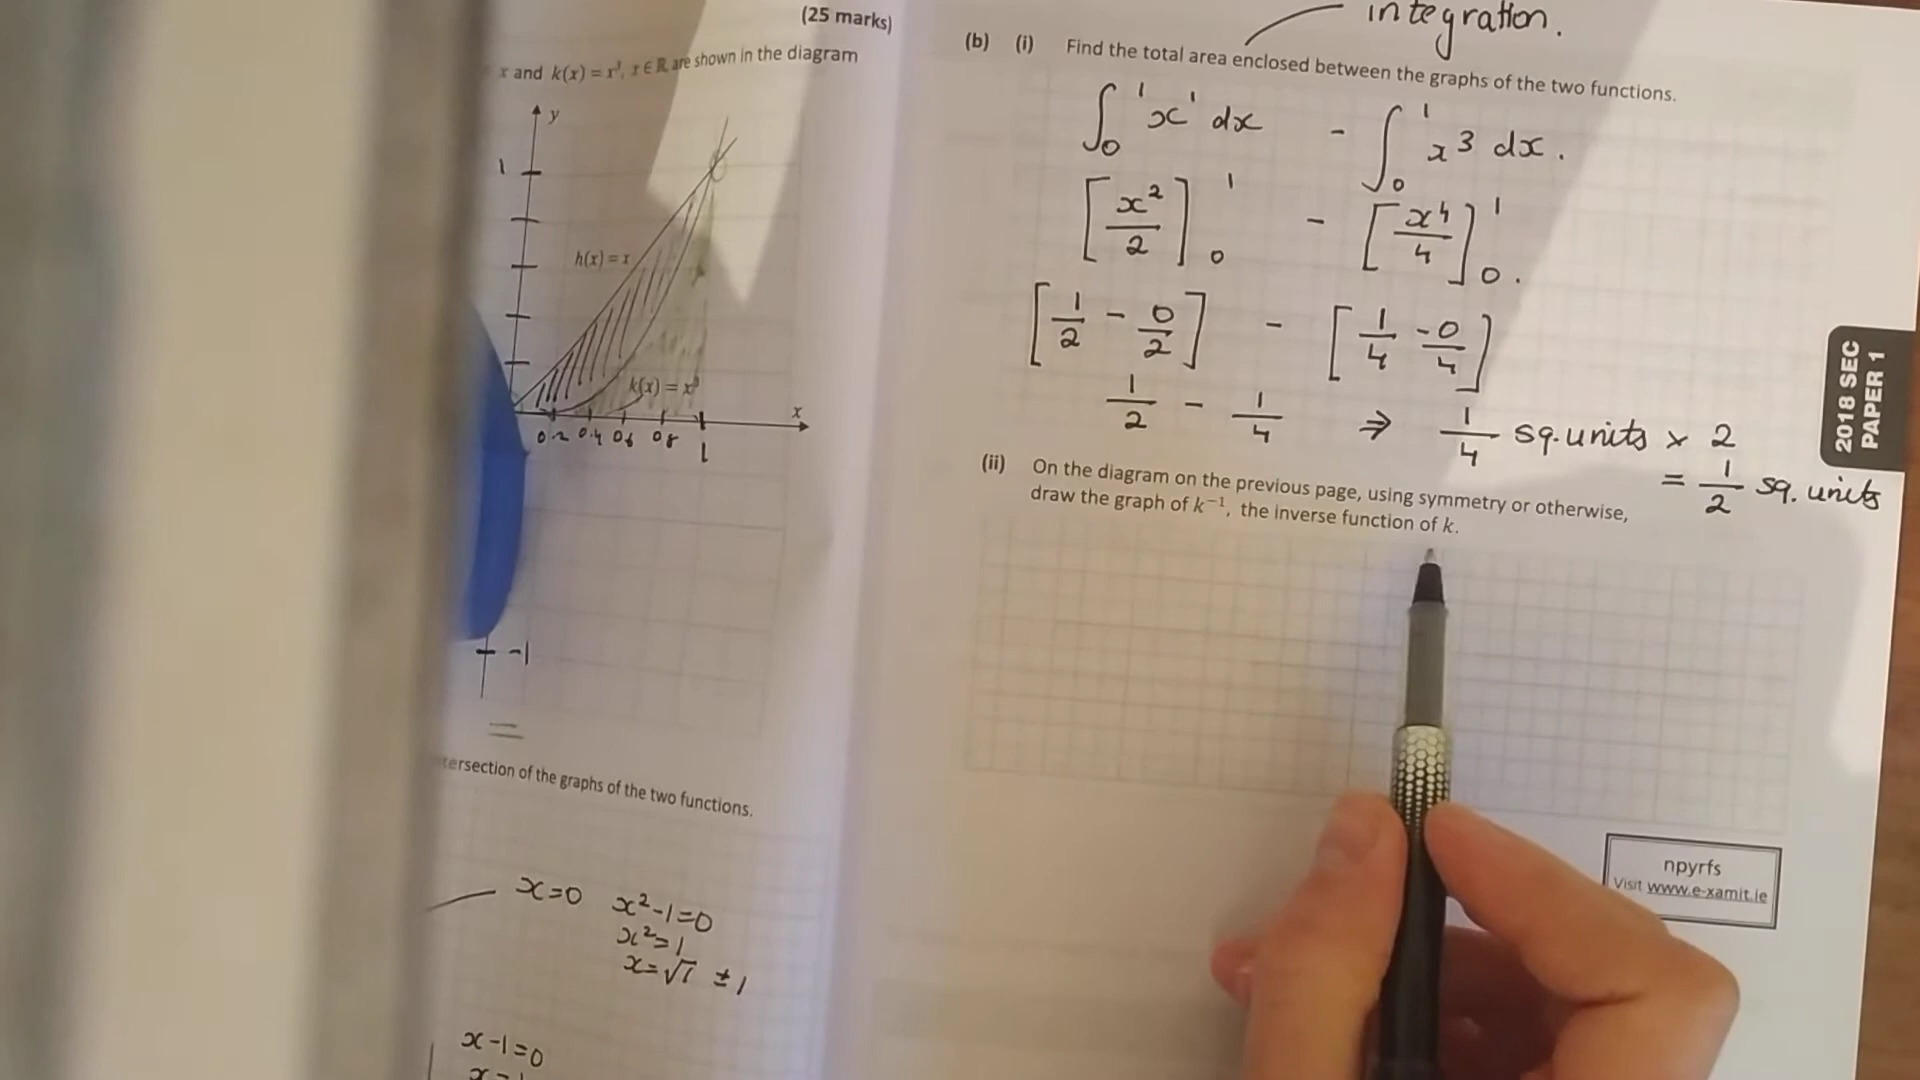 (25 marks)
x and k(x) = x³, x ∈ ℝ, are shown in the diagram
y
1
h(x) = x
k(x) = x³
x
0.2 0.4 0.6 0.8 1
-1
tersection of the graphs of the two functions.
x=0 x²-1=0
x²=1
x=√1 ±1
x-1=0
integration.
(b) (i) Find the total area enclosed between the graphs of the two functions.
∫₀¹ x¹ dx - ∫₀¹ x³ dx.
[x²/2]₀¹ - [x⁴/4]₀¹.
[1/2 - 0/2] - [1/4 - 0/4]
1/2 - 1/4 ⇒ 1/4 sq.units × 2
= 1/2 sq. units
(ii) On the diagram on the previous page, using symmetry or otherwise,
draw the graph of k⁻¹, the inverse function of k.
2018 SEC
PAPER 1
npyrfs
Visit www.e-xamit.ie